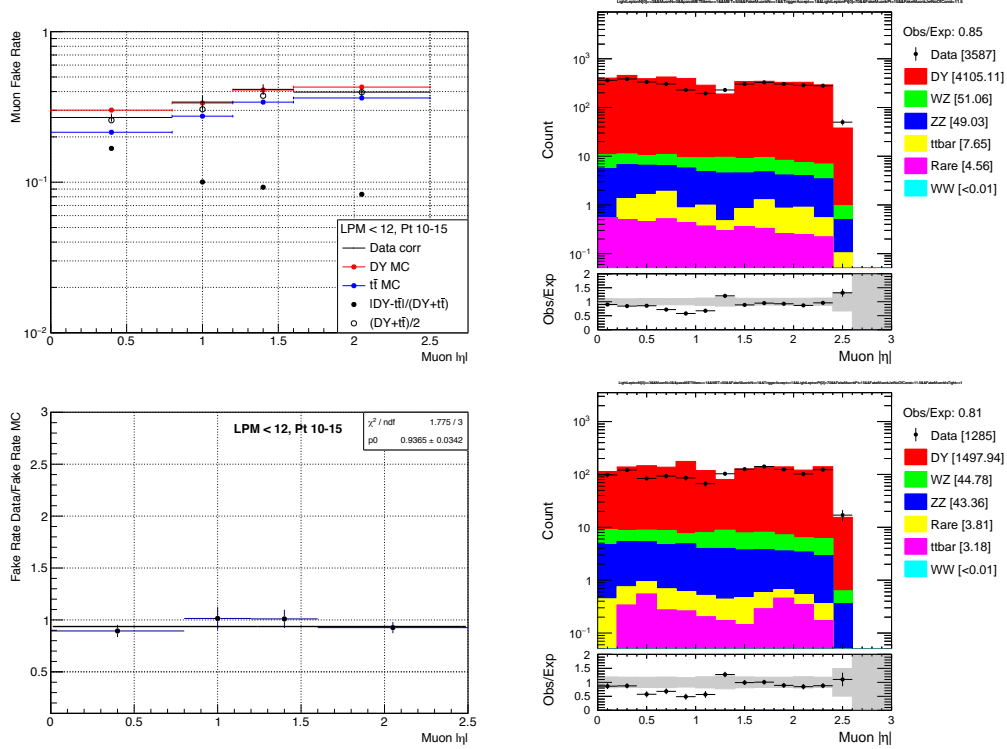 Muon Fake Rate
1
10⁻¹
10⁻²
LPM < 12, Pt 10-15
Data corr
DY MC
tt̄ MC
|DY-tt̄|/(DY+tt̄)
(DY+tt̄)/2
0 0.5 1 1.5 2 2.5
Muon |η|
Count
10³
10²
10
1
10⁻¹
Obs/Exp: 0.85
Data [3587]
DY [4105.11]
WZ [51.06]
ZZ [49.03]
ttbar [7.65]
Rare [4.56]
WW [<0.01]
Obs/Exp
2
1.5
1
0.5
0
0 0.5 1 1.5 2 2.5 3
Muon |η|
Fake Rate Data/Fake Rate MC
3
2.5
2
1.5
1
0.5
LPM < 12, Pt 10-15
χ² / ndf 1.775 / 3
p0 0.9365 ± 0.0342
0 0.5 1 1.5 2 2.5
Muon |η|
Count
10³
10²
10
1
10⁻¹
Obs/Exp: 0.81
Data [1285]
DY [1497.94]
WZ [44.78]
ZZ [43.36]
Rare [3.81]
ttbar [3.18]
WW [<0.01]
Obs/Exp
2
1.5
1
0.5
0
0 0.5 1 1.5 2 2.5 3
Muon |η|